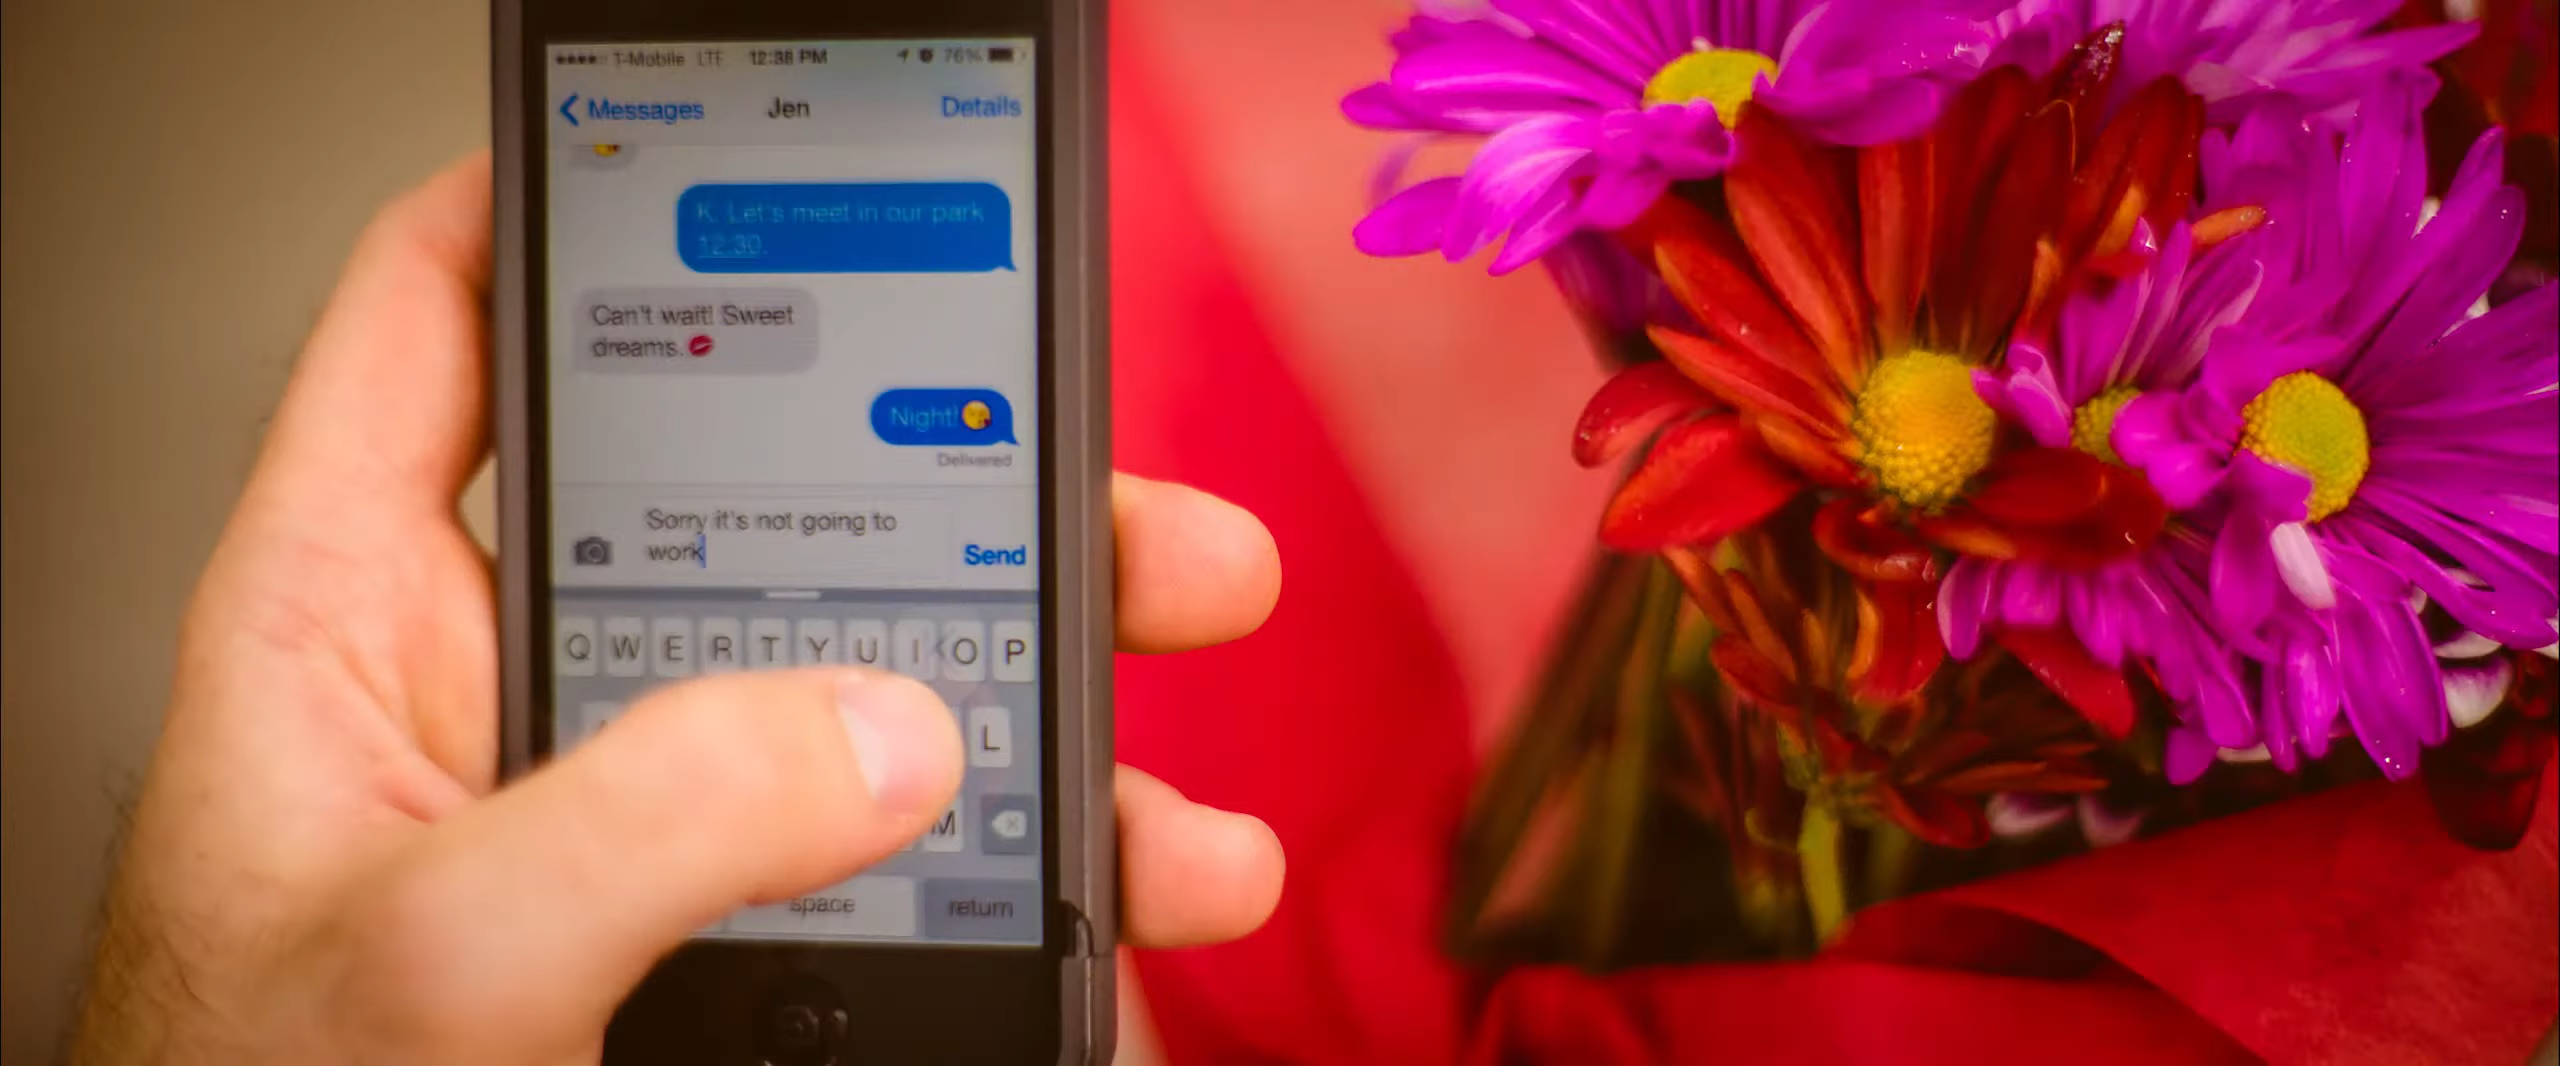 T-Mobile LTE 12:38 PM 76%
Messages Jen Details
K. Let's meet in our park
12:30.
Can't wait! Sweet
dreams.💋
Night!😘
Delivered
Sorry it's not going to
work
Send
Q W E R T Y U I O P
L
M
space return